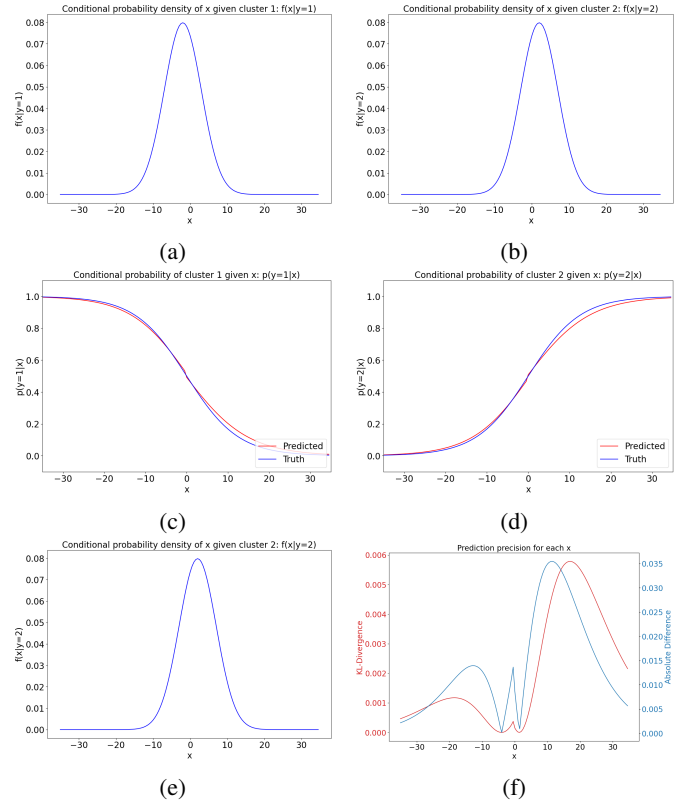 Conditional probability density of x given cluster 1: f(x|y=1)
0.08
0.07
0.06
0.05
0.04
0.03
0.02
0.01
0.00
f(x|y=1)
−30 −20 −10 0 10 20 30
x
(a)
Conditional probability density of x given cluster 2: f(x|y=2)
0.08
0.07
0.06
0.05
0.04
0.03
0.02
0.01
0.00
f(x|y=2)
−30 −20 −10 0 10 20 30
x
(b)
Conditional probability of cluster 1 given x: p(y=1|x)
1.0
0.8
0.6
0.4
0.2
0.0
p(y=1|x)
Predicted
Truth
−30 −20 −10 0 10 20 30
x
(c)
Conditional probability of cluster 2 given x: p(y=2|x)
1.0
0.8
0.6
0.4
0.2
0.0
p(y=2|x)
Predicted
Truth
−30 −20 −10 0 10 20 30
x
(d)
Conditional probability density of x given cluster 2: f(x|y=2)
0.08
0.07
0.06
0.05
0.04
0.03
0.02
0.01
0.00
f(x|y=2)
−30 −20 −10 0 10 20 30
x
(e)
Prediction precision for each x
0.006
0.005
0.004
0.003
0.002
0.001
0.000
KL-Divergence
0.035
0.030
0.025
0.020
0.015
0.010
0.005
0.000
Absolute Difference
−30 −20 −10 0 10 20 30
x
(f)